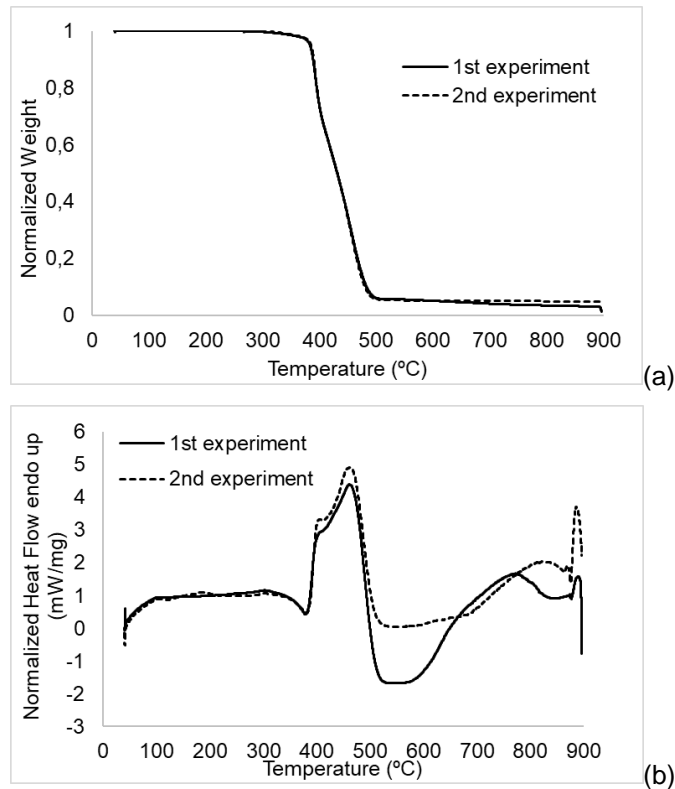 1
0,8
0,6
0,4
0,2
0
Normalized Weight
1st experiment
2nd experiment
0 100 200 300 400 500 600 700 800 900
Temperature (ºC)
(a)
6
5
4
3
2
1
0
-1
-2
-3
Normalized Heat Flow endo up
(mW/mg)
1st experiment
2nd experiment
0 100 200 300 400 500 600 700 800 900
Temperature (ºC)
(b)